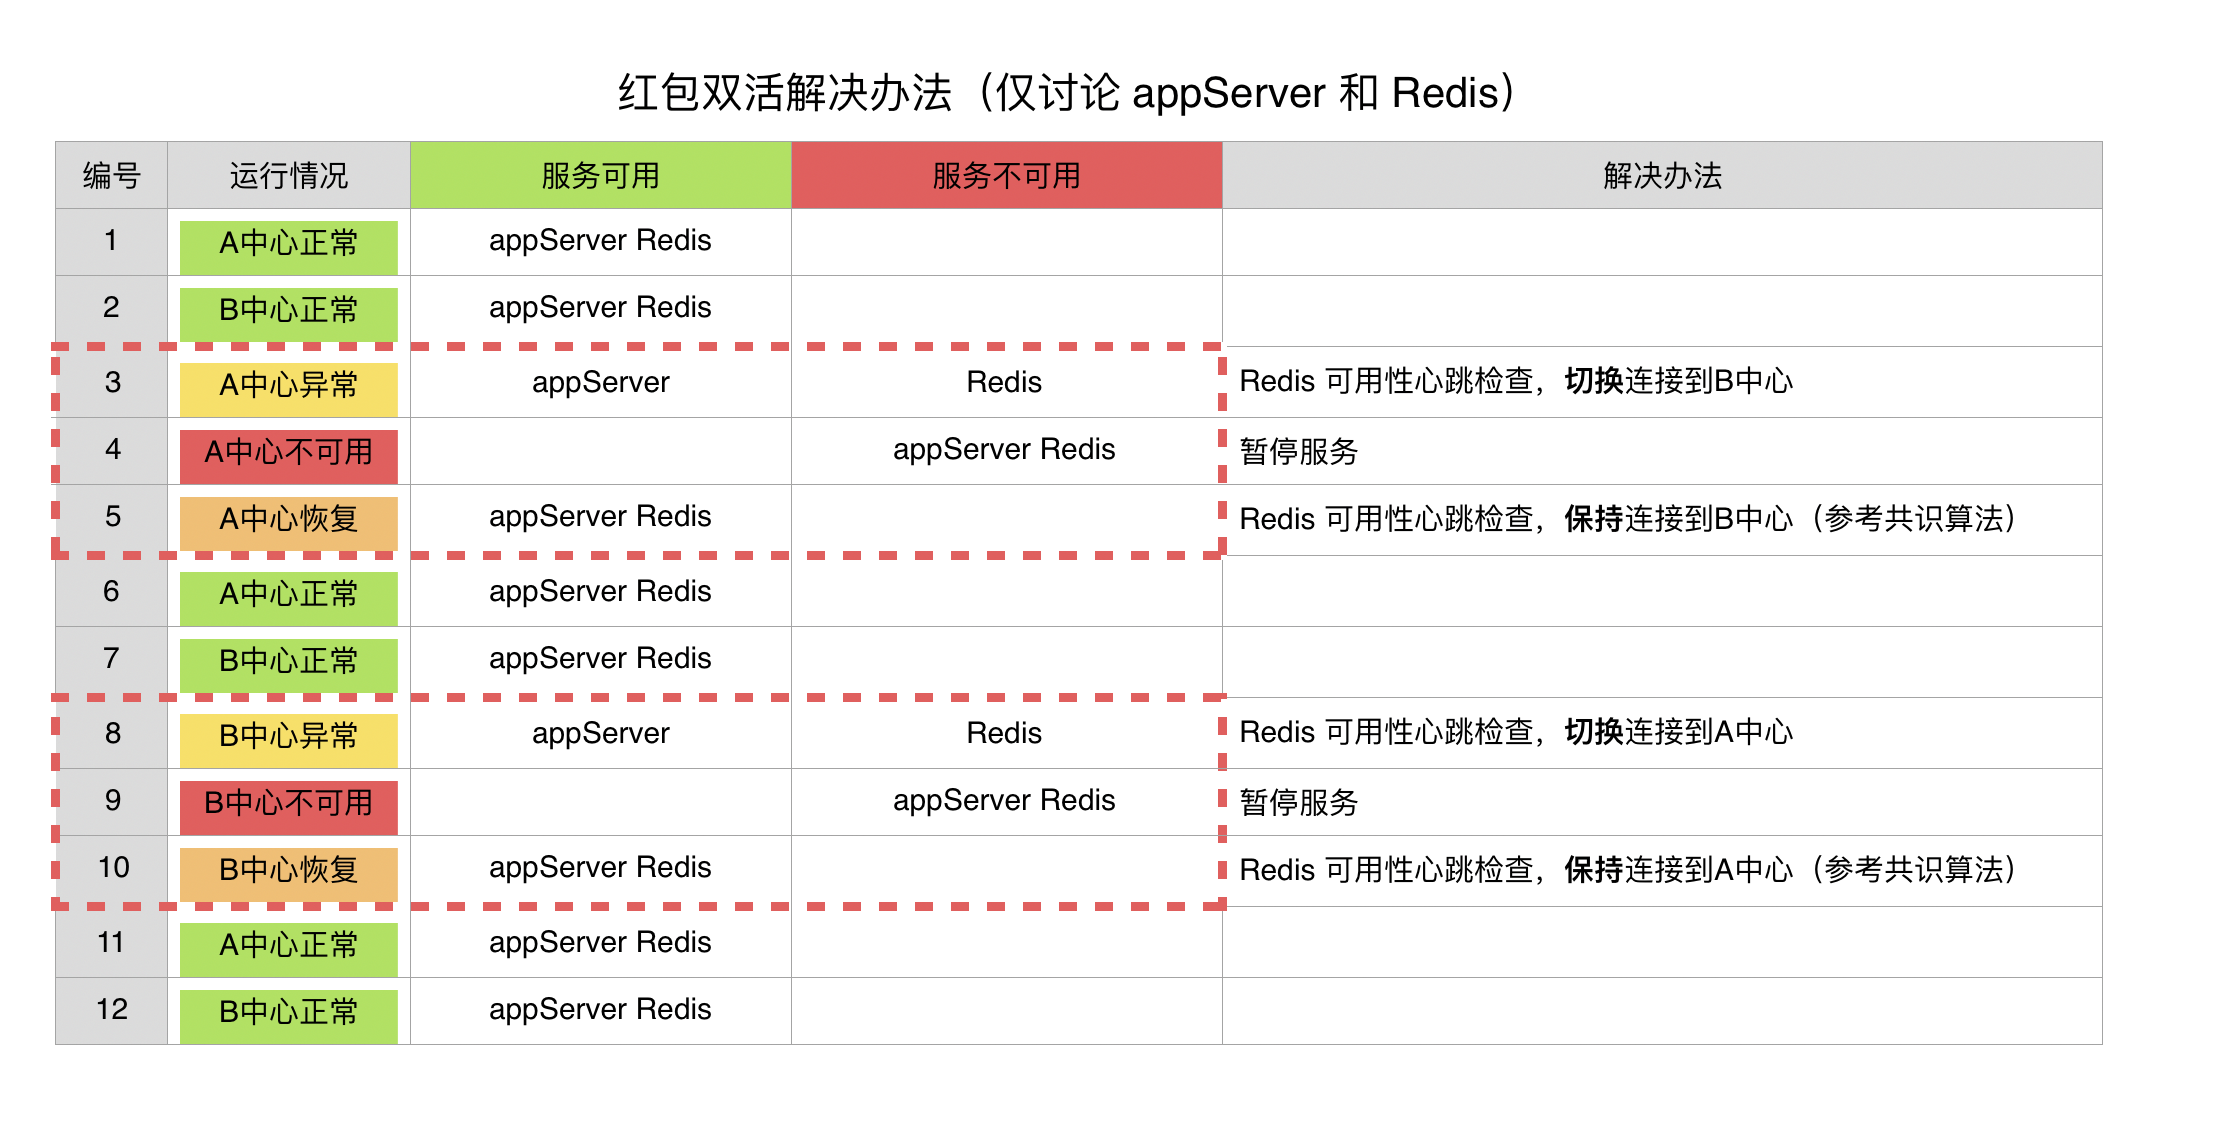 红包双活解决办法（仅讨论 appServer 和 Redis）
编号 运行情况 服务可用 服务不可用 解决办法
1 A中心正常 appServer Redis
2 B中心正常 appServer Redis
3 A中心异常 appServer Redis Redis 可用性心跳检查，切换连接到B中心
4 A中心不可用 appServer Redis 暂停服务
5 A中心恢复 appServer Redis Redis 可用性心跳检查，保持连接到B中心（参考共识算法）
6 A中心正常 appServer Redis
7 B中心正常 appServer Redis
8 B中心异常 appServer Redis Redis 可用性心跳检查，切换连接到A中心
9 B中心不可用 appServer Redis 暂停服务
10 B中心恢复 appServer Redis Redis 可用性心跳检查，保持连接到A中心（参考共识算法）
11 A中心正常 appServer Redis
12 B中心正常 appServer Redis